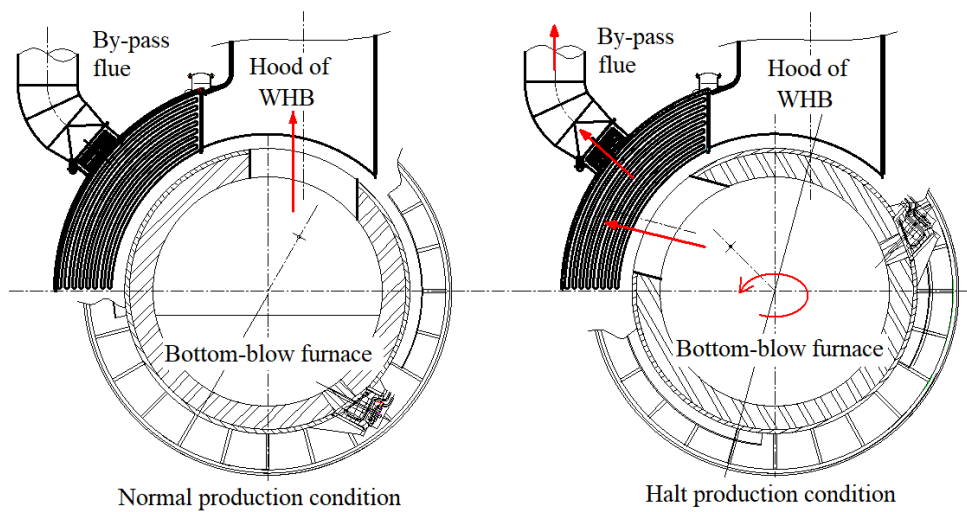 By-pass
flue
Hood of
WHB
Bottom-blow furnace
Normal production condition
By-pass
flue
Hood of
WHB
Bottom-blow furnace
Halt production condition